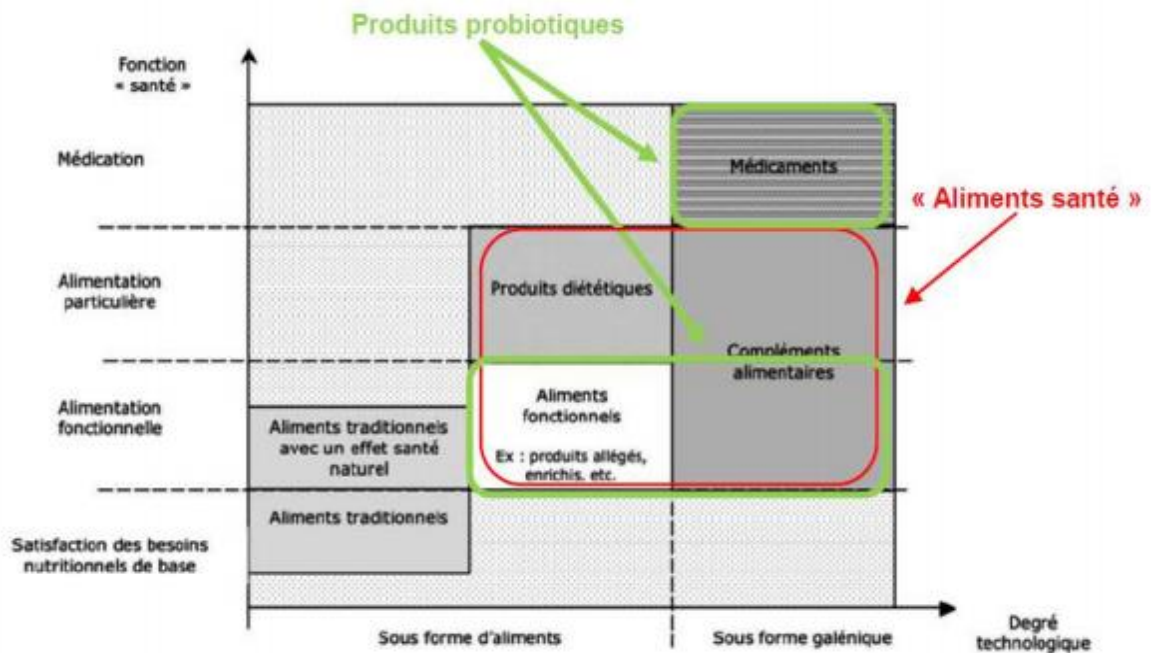 Produits probiotiques
Fonction
« santé »
Médication
Médicaments
« Aliments santé »
Alimentation
particulière
Produits diététiques
Compléments
alimentaires
Alimentation
fonctionnelle
Aliments
fonctionnels
Ex : produits allégés,
enrichis. etc.
Aliments traditionnels
avec un effet santé
naturel
Aliments traditionnels
Satisfaction des besoins
nutritionnels de base
Sous forme d'aliments
Sous forme galénique
Degré
technologique